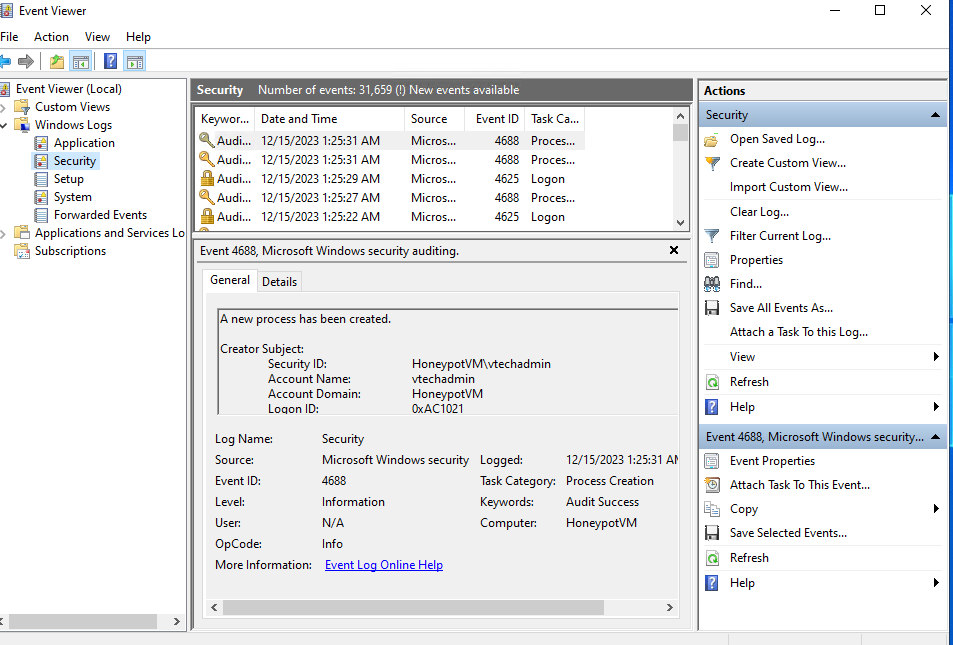 Event Viewer
File Action View Help
Event Viewer (Local)
Custom Views
Windows Logs
Application
Security
Setup
System
Forwarded Events
Applications and Services Lo
Subscriptions
Security Number of events: 31,659 (!) New events available
Keywor... Date and Time Source Event ID Task Ca...
Audi... 12/15/2023 1:25:31 AM Micros... 4688 Proces...
Audi... 12/15/2023 1:25:31 AM Micros... 4688 Proces...
Audi... 12/15/2023 1:25:29 AM Micros... 4625 Logon
Audi... 12/15/2023 1:25:27 AM Micros... 4688 Proces...
Audi... 12/15/2023 1:25:22 AM Micros... 4625 Logon
Event 4688, Microsoft Windows security auditing.
General Details
A new process has been created.
Creator Subject:
Security ID: HoneypotVM\vtechadmin
Account Name: vtechadmin
Account Domain: HoneypotVM
Logon ID: 0xAC1021
Log Name: Security
Source: Microsoft Windows security Logged: 12/15/2023 1:25:31 AM
Event ID: 4688 Task Category: Process Creation
Level: Information Keywords: Audit Success
User: N/A Computer: HoneypotVM
OpCode: Info
More Information: Event Log Online Help
Actions
Security
Open Saved Log...
Create Custom View...
Import Custom View...
Clear Log...
Filter Current Log...
Properties
Find...
Save All Events As...
Attach a Task To this Log...
View
Refresh
Help
Event 4688, Microsoft Windows security...
Event Properties
Attach Task To This Event...
Copy
Save Selected Events...
Refresh
Help